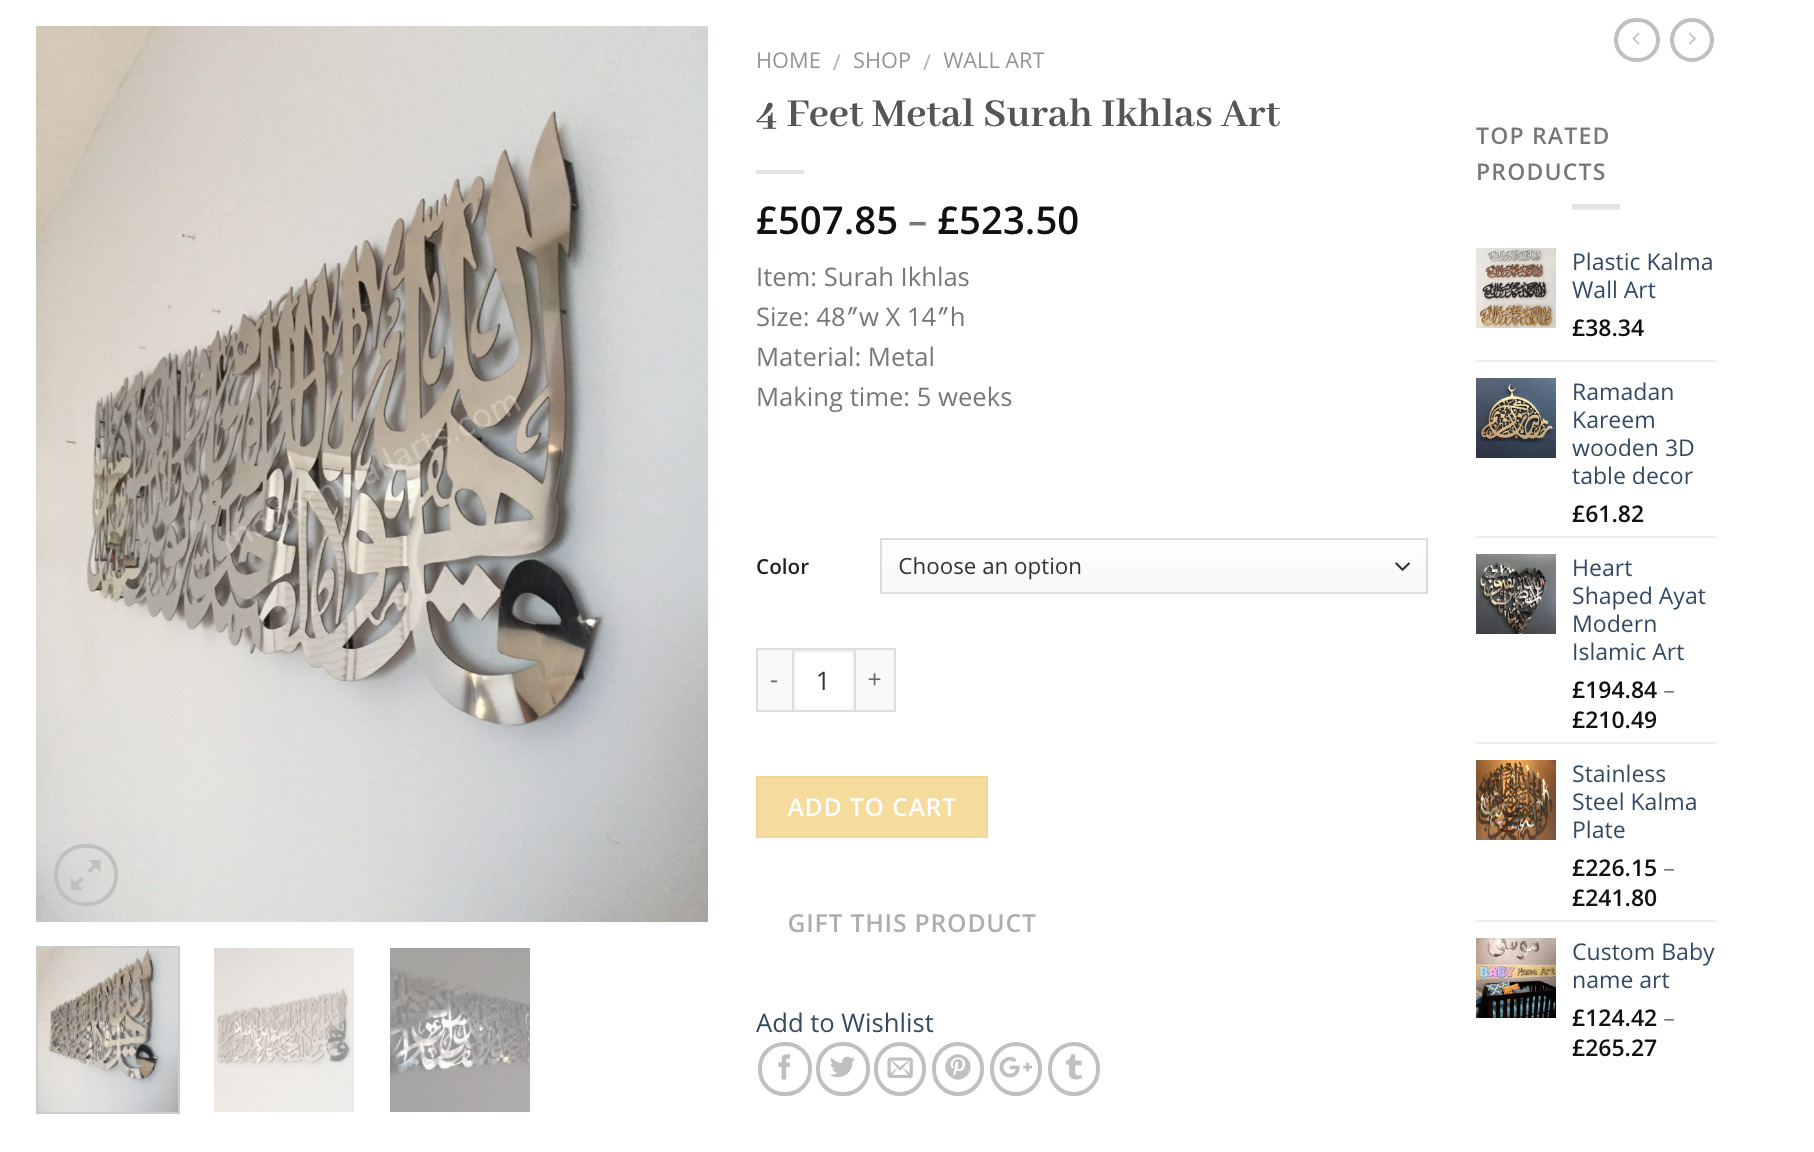 HOME / SHOP / WALL ART
4 Feet Metal Surah Ikhlas Art
£507.85 – £523.50
Item: Surah Ikhlas
Size: 48″w X 14″h
Material: Metal
Making time: 5 weeks
Color
Choose an option
- 1 +
ADD TO CART
GIFT THIS PRODUCT
Add to Wishlist
TOP RATED
PRODUCTS
Plastic Kalma
Wall Art
£38.34
Ramadan
Kareem
wooden 3D
table decor
£61.82
Heart
Shaped Ayat
Modern
Islamic Art
£194.84 –
£210.49
Stainless
Steel Kalma
Plate
£226.15 –
£241.80
BABY Name Art
Custom Baby
name art
£124.42 –
£265.27